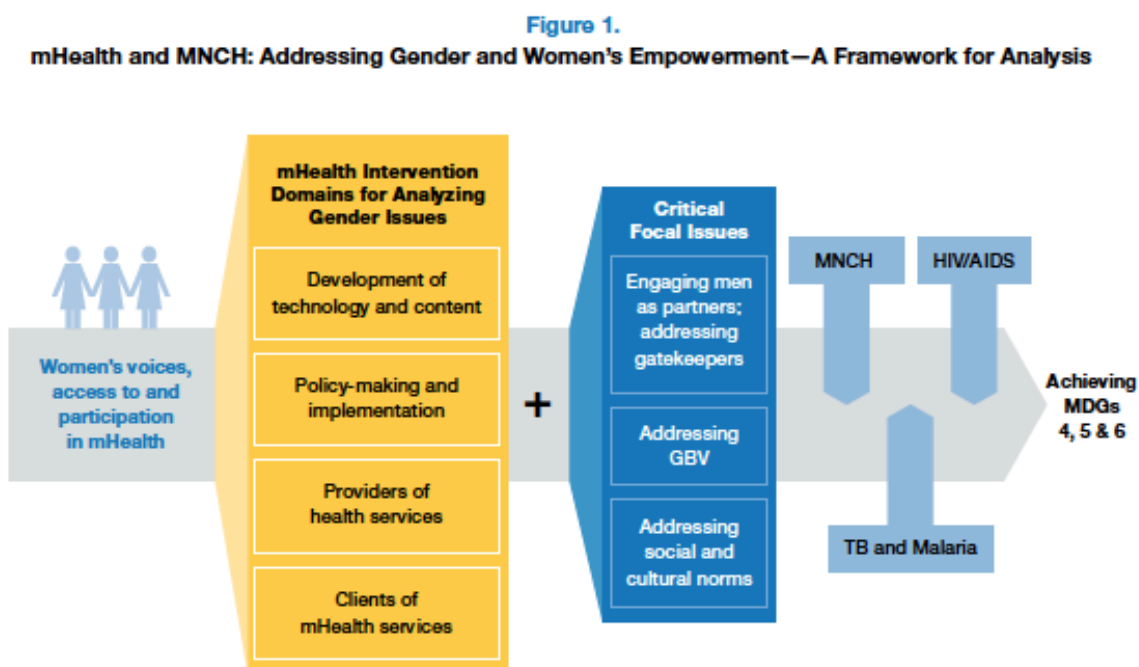 Figure 1.
mHealth and MNCH: Addressing Gender and Women's Empowerment—A Framework for Analysis
Women's voices,
access to and
participation
in mHealth
mHealth Intervention
Domains for Analyzing
Gender Issues
Development of
technology and content
Policy-making and
implementation
Providers of
health services
Clients of
mHealth services
+
Critical
Focal Issues
Engaging men
as partners;
addressing
gatekeepers
Addressing
GBV
Addressing
social and
cultural norms
MNCH
HIV/AIDS
TB and Malaria
Achieving
MDGs
4, 5 & 6